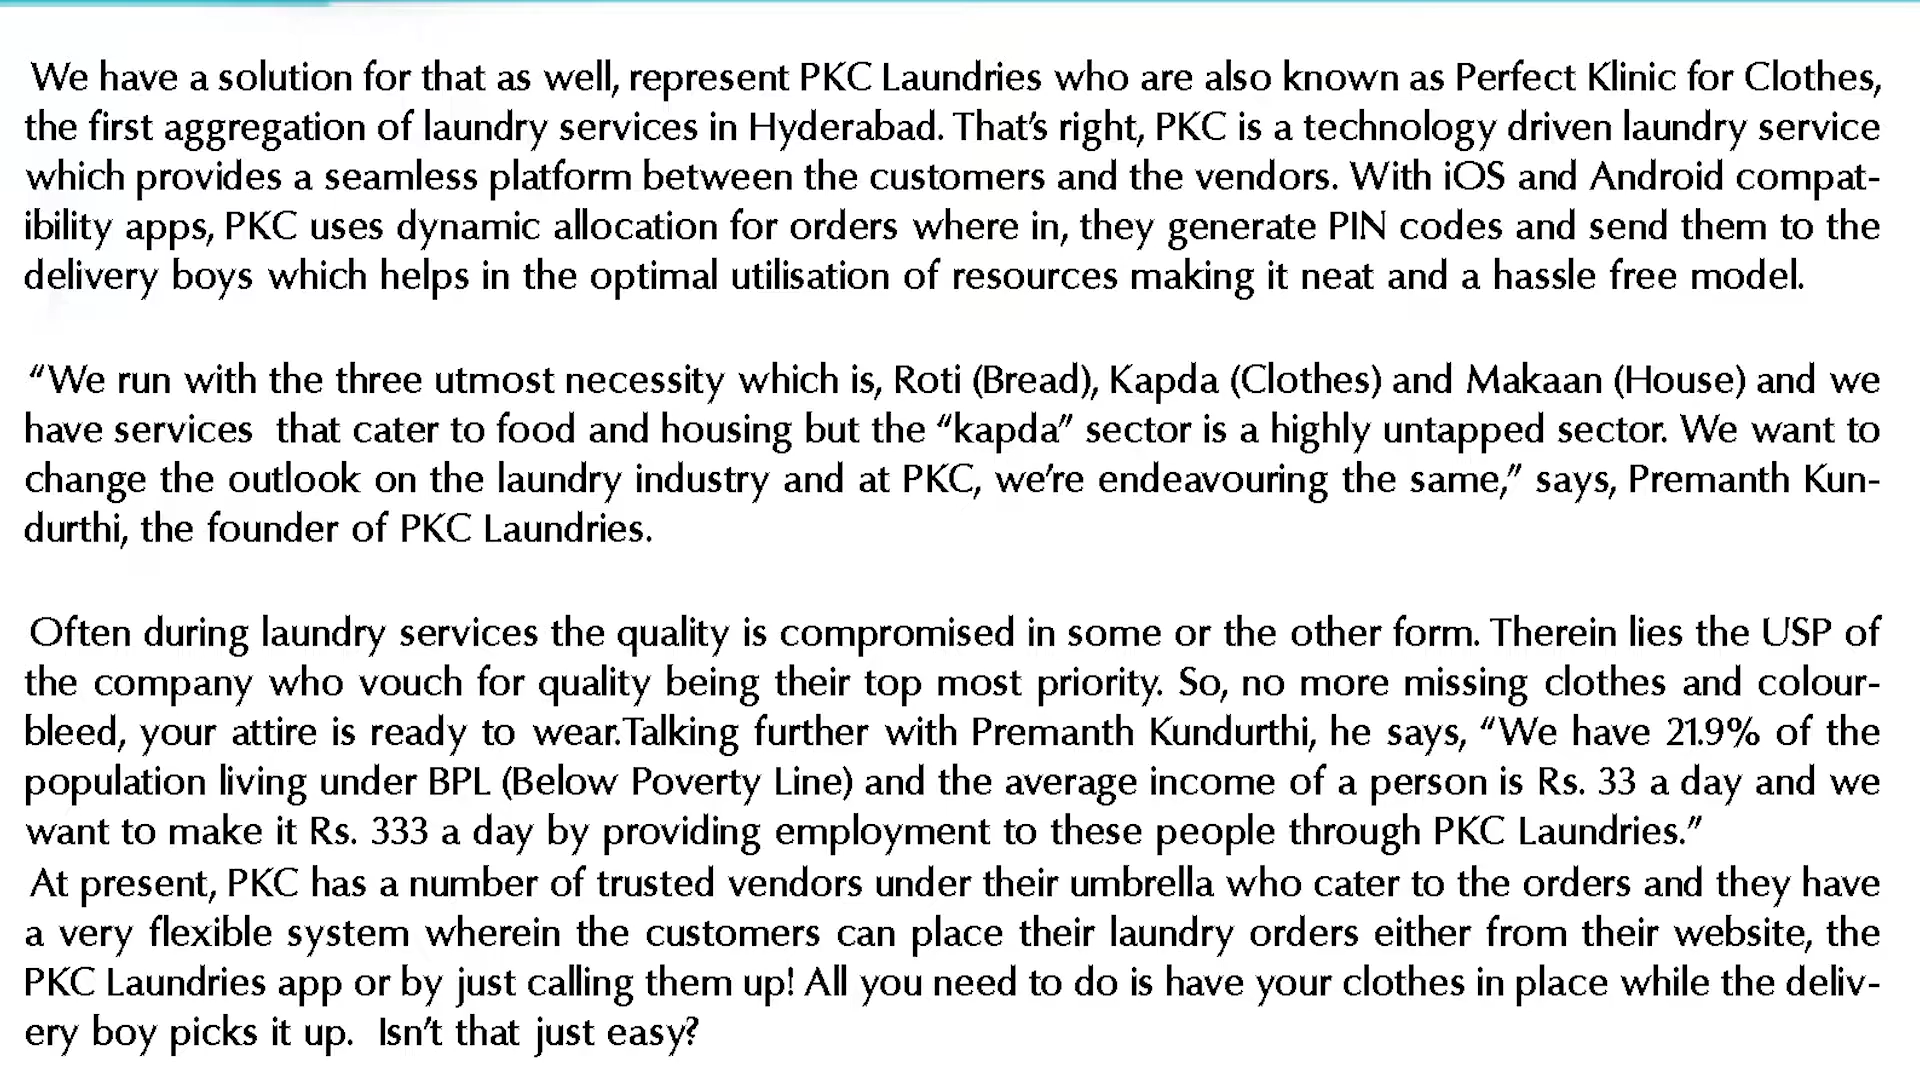 We have a solution for that as well, represent PKC Laundries who are also known as Perfect Klinic for Clothes,
the first aggregation of laundry services in Hyderabad. That’s right, PKC is a technology driven laundry service
which provides a seamless platform between the customers and the vendors. With iOS and Android compat-
ibility apps, PKC uses dynamic allocation for orders where in, they generate PIN codes and send them to the
delivery boys which helps in the optimal utilisation of resources making it neat and a hassle free model.
“We run with the three utmost necessity which is, Roti (Bread), Kapda (Clothes) and Makaan (House) and we
have services  that cater to food and housing but the “kapda” sector is a highly untapped sector. We want to
change the outlook on the laundry industry and at PKC, we’re endeavouring the same,” says, Premanth Kun-
durthi, the founder of PKC Laundries.
Often during laundry services the quality is compromised in some or the other form. Therein lies the USP of
the company who vouch for quality being their top most priority. So, no more missing clothes and colour-
bleed, your attire is ready to wear.Talking further with Premanth Kundurthi, he says, “We have 21.9% of the
population living under BPL (Below Poverty Line) and the average income of a person is Rs. 33 a day and we
want to make it Rs. 333 a day by providing employment to these people through PKC Laundries.”
At present, PKC has a number of trusted vendors under their umbrella who cater to the orders and they have
a very flexible system wherein the customers can place their laundry orders either from their website, the
PKC Laundries app or by just calling them up! All you need to do is have your clothes in place while the deliv-
ery boy picks it up.  Isn’t that just easy?